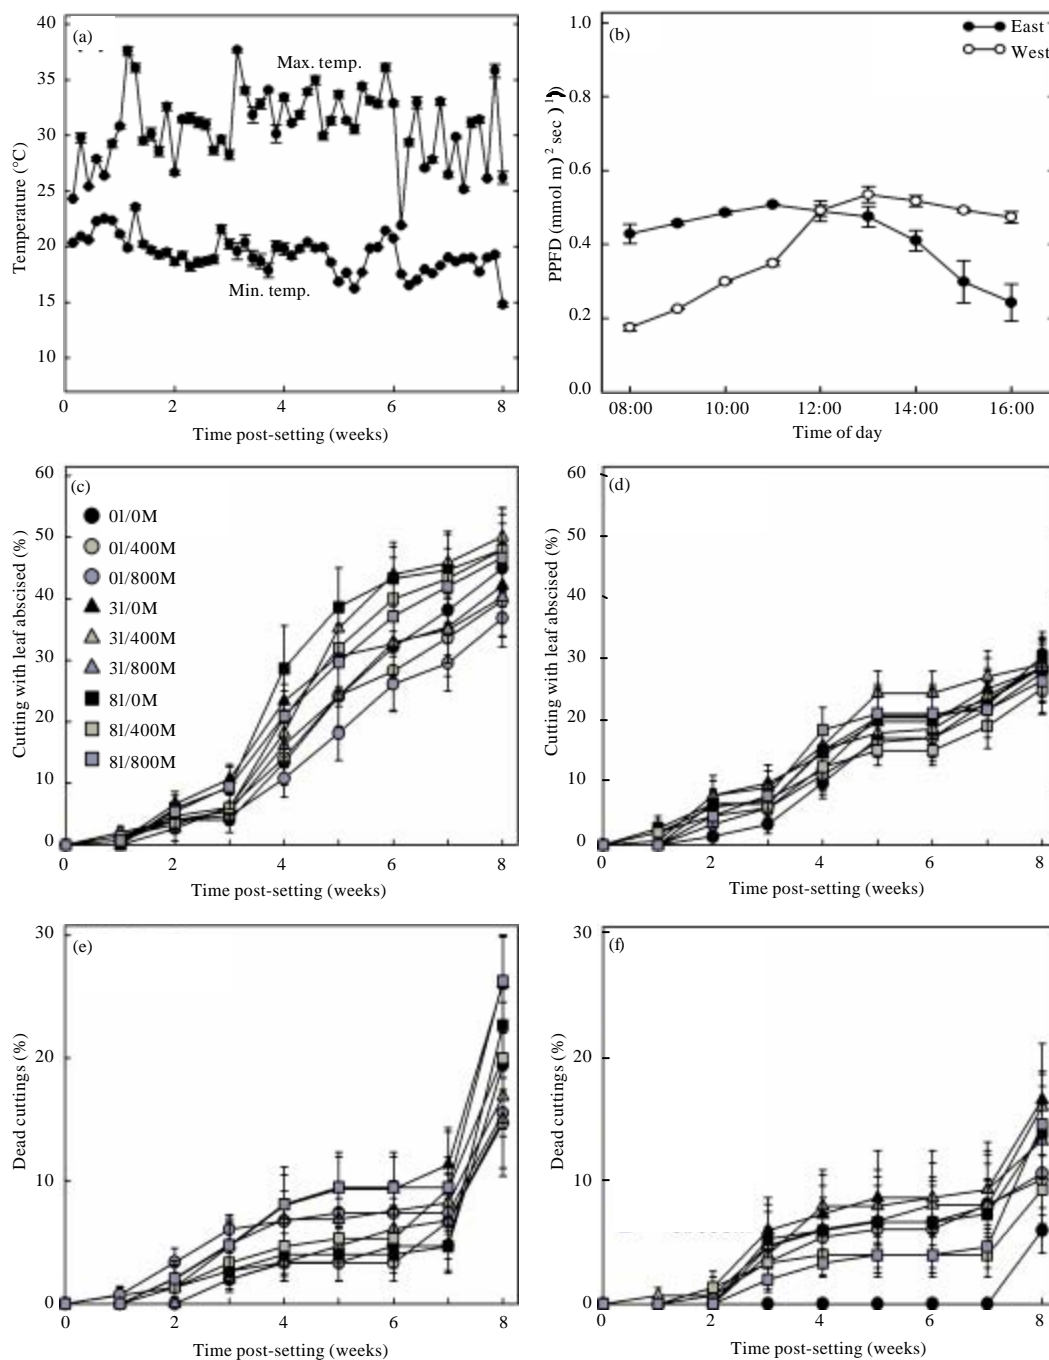 (a)
40
35
30
25
20
15
10
Temperature (°C)
Max. temp.
Min. temp.
0 2 4 6 8
Time post-setting (weeks)
(b)
East
West
1.0
0.8
0.6
0.4
0.2
0.0
PPFD (mmol m) 2 sec ) 1)
08:00 10:00 12:00 14:00 16:00
Time of day
(c)
60
50
40
30
20
10
0
Cutting with leaf abscised (%)
0l/0M
0l/400M
0l/800M
3l/0M
3l/400M
3l/800M
8l/0M
8l/400M
8l/800M
0 2 4 6 8
Time post-setting (weeks)
(d)
60
50
40
30
20
10
0
Cutting with leaf abscised (%)
0 2 4 6 8
Time post-setting (weeks)
(e)
30
20
10
0
Dead cuttings (%)
0 2 4 6 8
Time post-setting (weeks)
(f)
30
20
10
0
Dead cuttings (%)
0 2 4 6 8
Time post-setting (weeks)